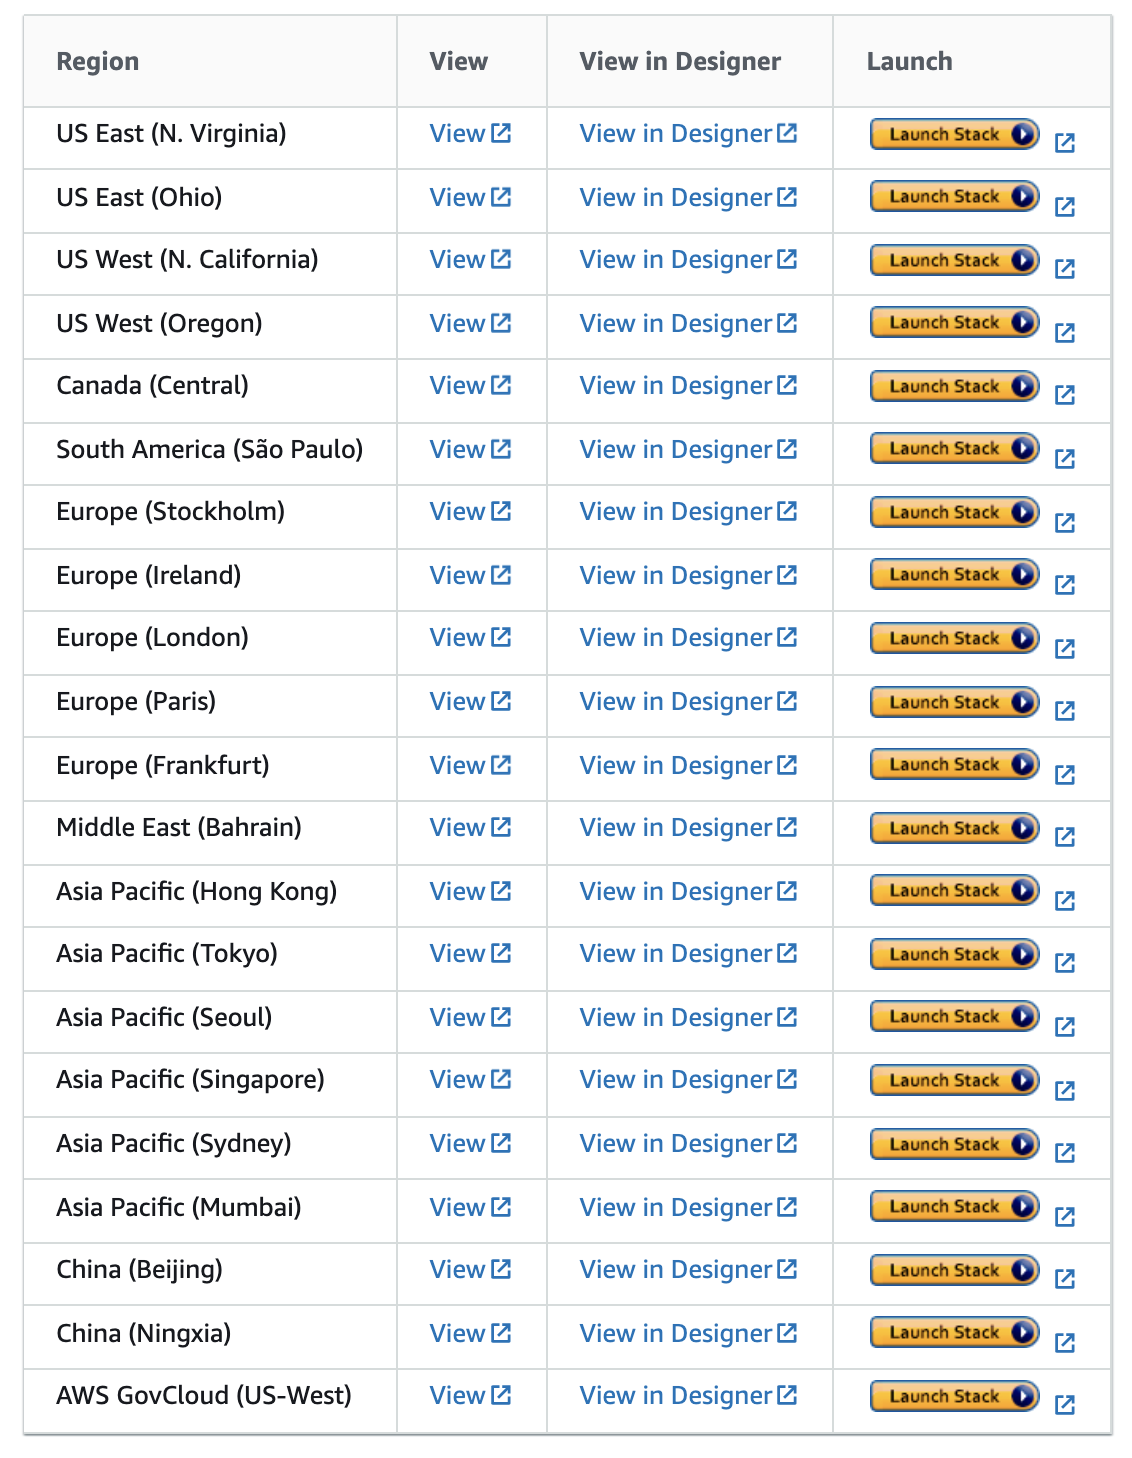 Region View View in Designer Launch
US East (N. Virginia) View View in Designer Launch Stack
US East (Ohio) View View in Designer Launch Stack
US West (N. California) View View in Designer Launch Stack
US West (Oregon) View View in Designer Launch Stack
Canada (Central) View View in Designer Launch Stack
South America (São Paulo) View View in Designer Launch Stack
Europe (Stockholm) View View in Designer Launch Stack
Europe (Ireland) View View in Designer Launch Stack
Europe (London) View View in Designer Launch Stack
Europe (Paris) View View in Designer Launch Stack
Europe (Frankfurt) View View in Designer Launch Stack
Middle East (Bahrain) View View in Designer Launch Stack
Asia Pacific (Hong Kong) View View in Designer Launch Stack
Asia Pacific (Tokyo) View View in Designer Launch Stack
Asia Pacific (Seoul) View View in Designer Launch Stack
Asia Pacific (Singapore) View View in Designer Launch Stack
Asia Pacific (Sydney) View View in Designer Launch Stack
Asia Pacific (Mumbai) View View in Designer Launch Stack
China (Beijing) View View in Designer Launch Stack
China (Ningxia) View View in Designer Launch Stack
AWS GovCloud (US-West) View View in Designer Launch Stack